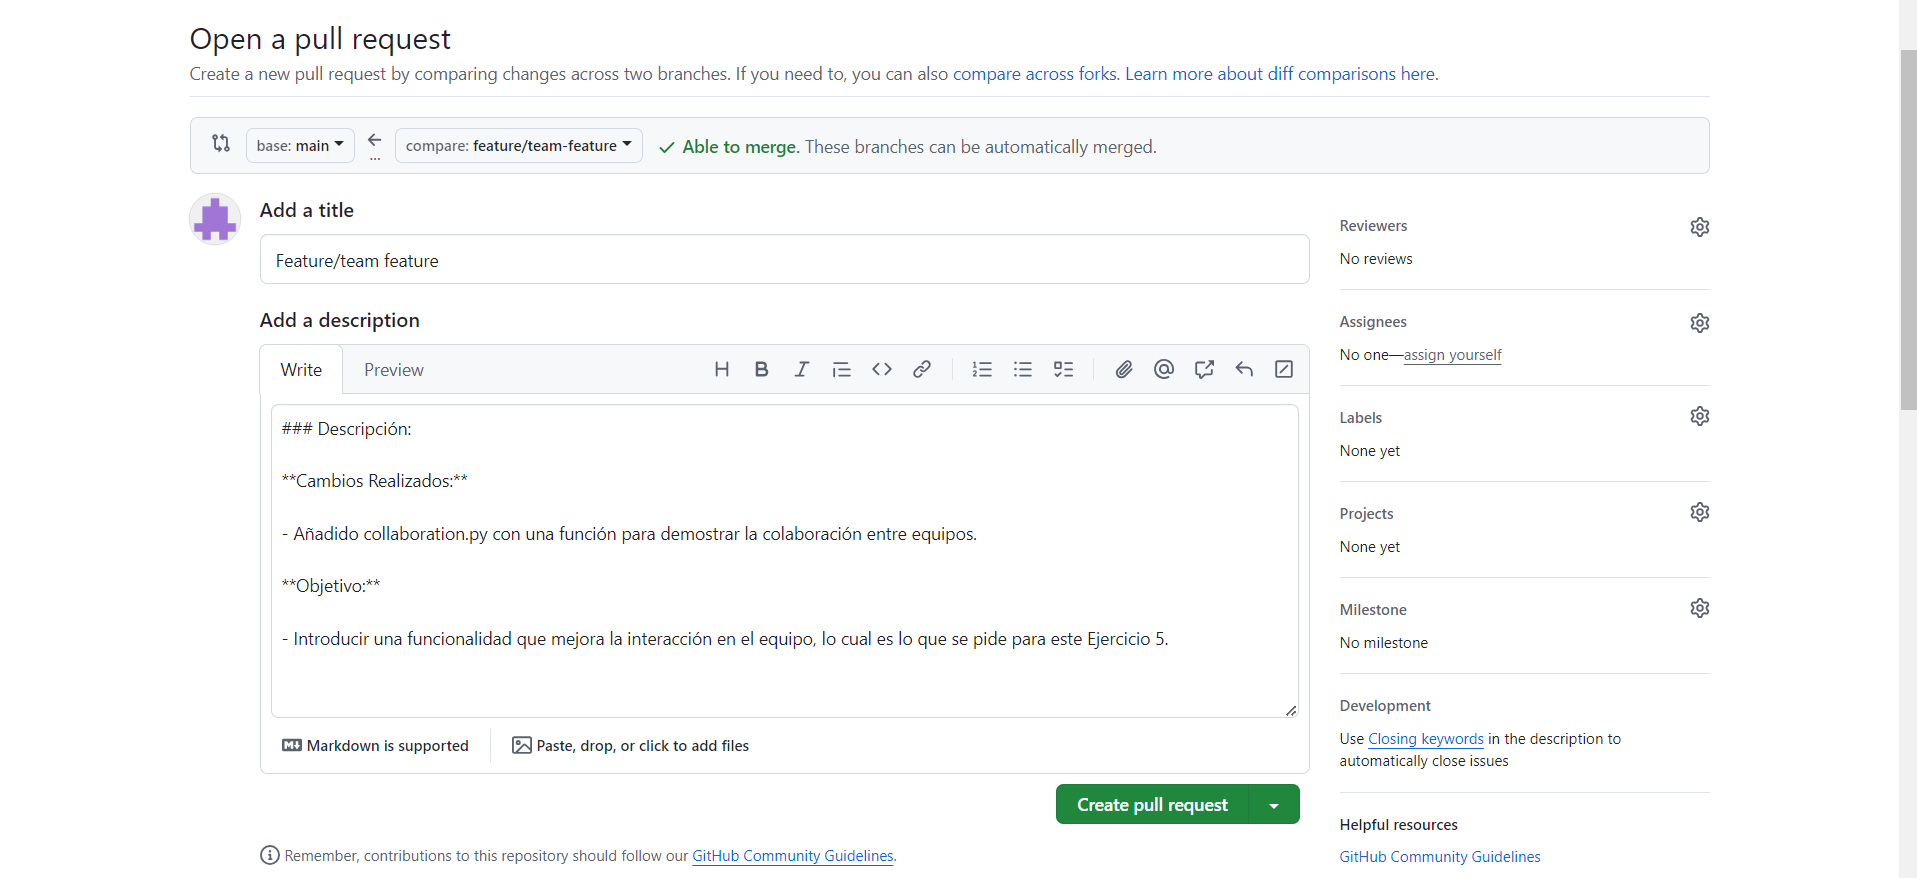 Open a pull request
Create a new pull request by comparing changes across two branches. If you need to, you can also compare across forks. Learn more about diff comparisons here.
base: main
...
compare: feature/team-feature
Able to merge. These branches can be automatically merged.
Add a title
Feature/team feature
Add a description
Write
Preview
### Descripción:
**Cambios Realizados:**
- Añadido collaboration.py con una función para demostrar la colaboración entre equipos.
**Objetivo:**
- Introducir una funcionalidad que mejora la interacción en el equipo, lo cual es lo que se pide para este Ejercicio 5.
Markdown is supported
Paste, drop, or click to add files
Create pull request
Remember, contributions to this repository should follow our GitHub Community Guidelines.
Reviewers
No reviews
Assignees
No one—assign yourself
Labels
None yet
Projects
None yet
Milestone
No milestone
Development
Use Closing keywords in the description to
automatically close issues
Helpful resources
GitHub Community Guidelines